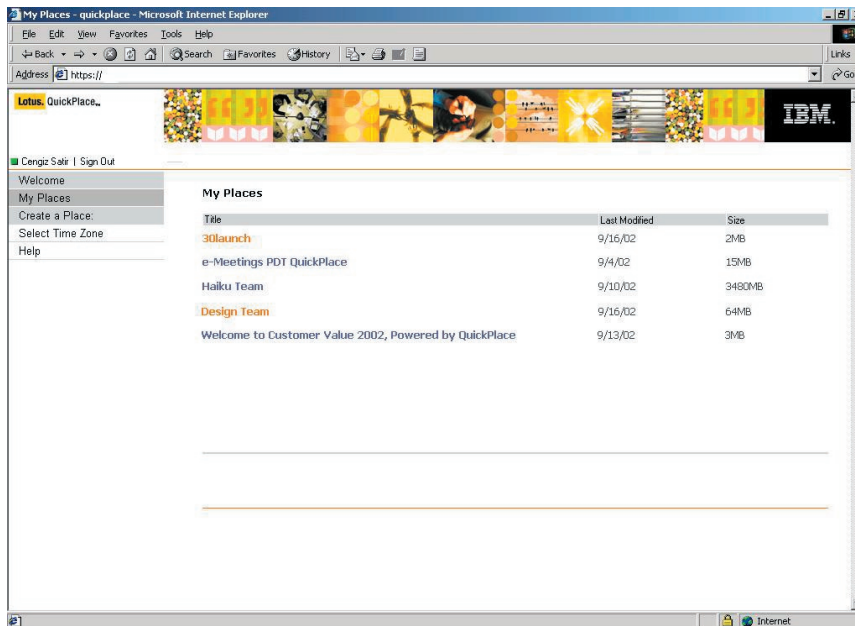 My Places - quickplace - Microsoft Internet Explorer
File Edit View Favorites Tools Help
Back Search Favorites History Links
Address https:// Go
Lotus. QuickPlace™
IBM.
Cengiz Satir | Sign Out
Welcome
My Places
Create a Place:
Select Time Zone
Help
My Places
Title Last Modified Size
30launch 9/16/02 2MB
e-Meetings PDT QuickPlace 9/4/02 15MB
Haiku Team 9/10/02 3480MB
Design Team 9/16/02 64MB
Welcome to Customer Value 2002, Powered by QuickPlace 9/13/02 3MB
Internet